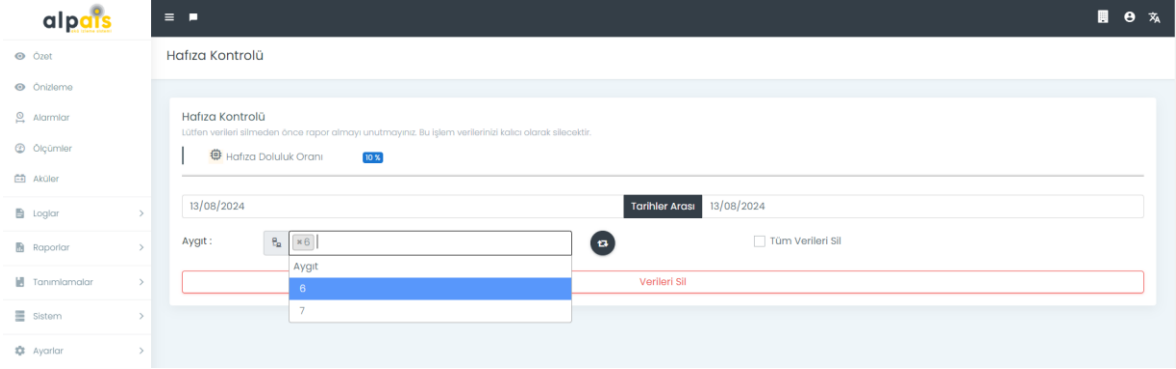 alpais
Hafıza Kontrolü
Özet
Önizleme
Alarmlar
Ölçümler
Aküler
Loglar
Raporlar
Tanımlamalar
Sistem
Ayarlar
Hafıza Kontrolü
Lütfen verileri silmeden önce rapor almayı unutmayınız. Bu işlem verilerinizi kalıcı olarak silecektir.
Hafıza Doluluk Oranı 10 %
13/08/2024 Tarihler Arası 13/08/2024
Aygıt : × 6 Tüm Verileri Sil
Aygıt
6
7
Verileri Sil